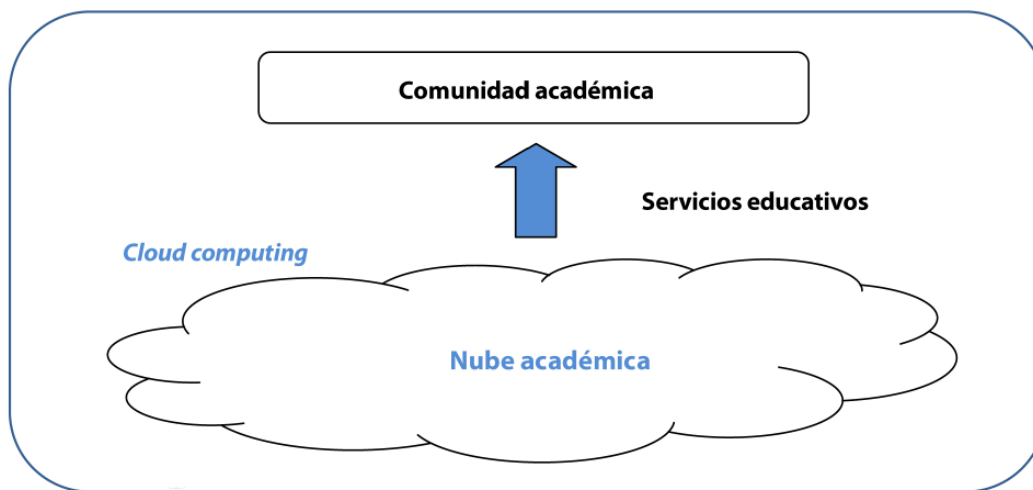 Comunidad académica
Servicios educativos
Cloud computing
Nube académica